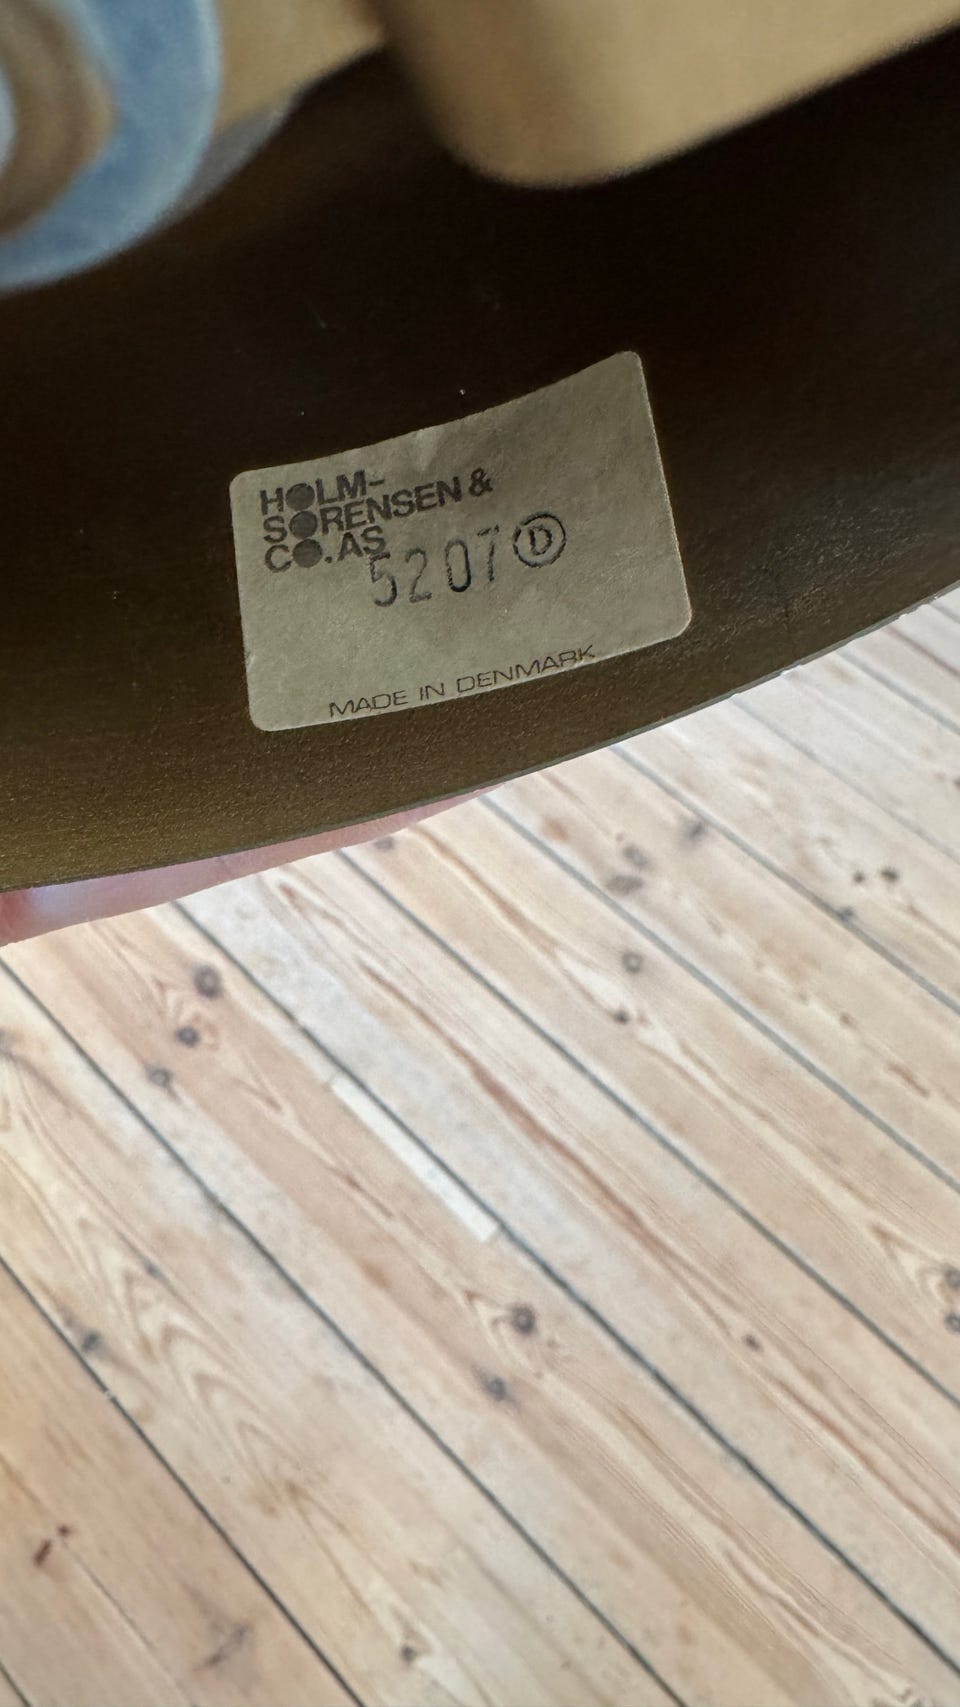 HOLM-
SORENSEN &
CO. AS
5207 Ⓓ
MADE IN DENMARK